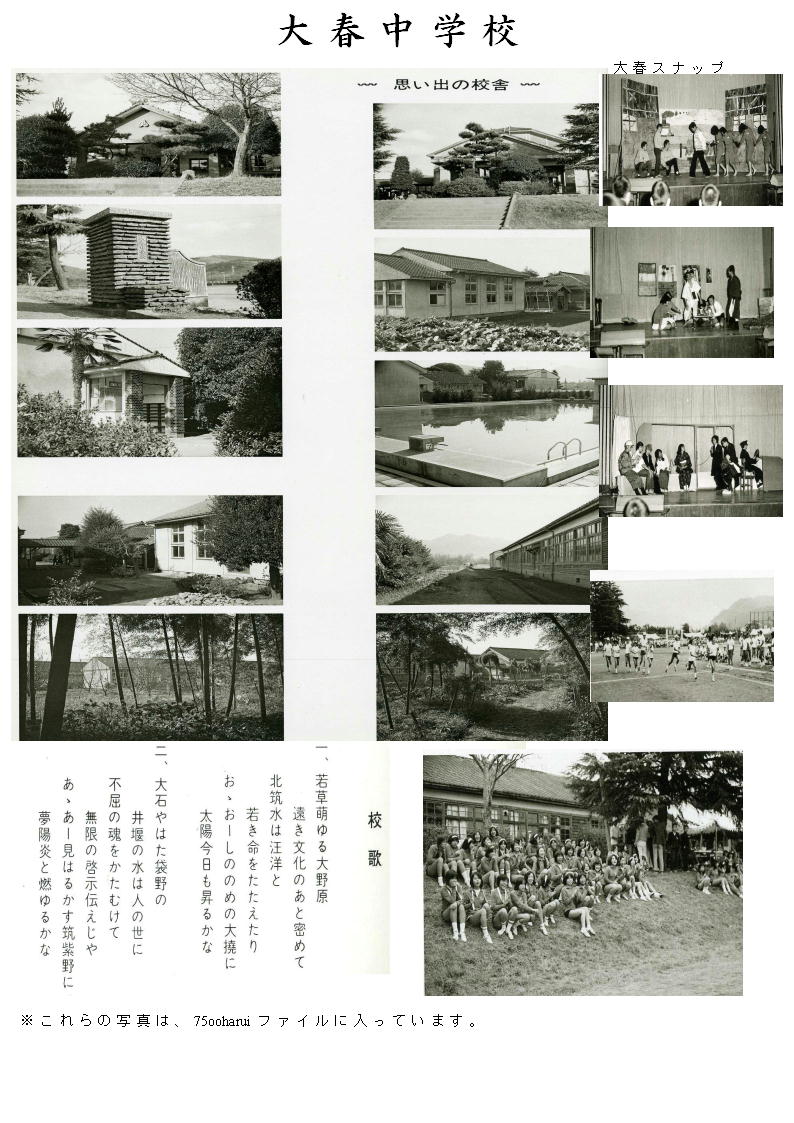 大春中学校
大春スナップ
〰 思い出の校舎 〰
校歌
一、若草萌ゆる大野原
遠き文化のあと密めて
北筑水は汪洋と
若き命をたたえたり
おゝおーしののめの大撓に
太陽今日も昇るかな
二、大石やはた袋野の
井堰の水は人の世に
不屈の魂をかたむけて
無限の啓示伝えじや
あゝあー見はるかす筑紫野に
夢陽炎と燃ゆるかな
※これらの写真は、75ooharuiファイルに入っています。